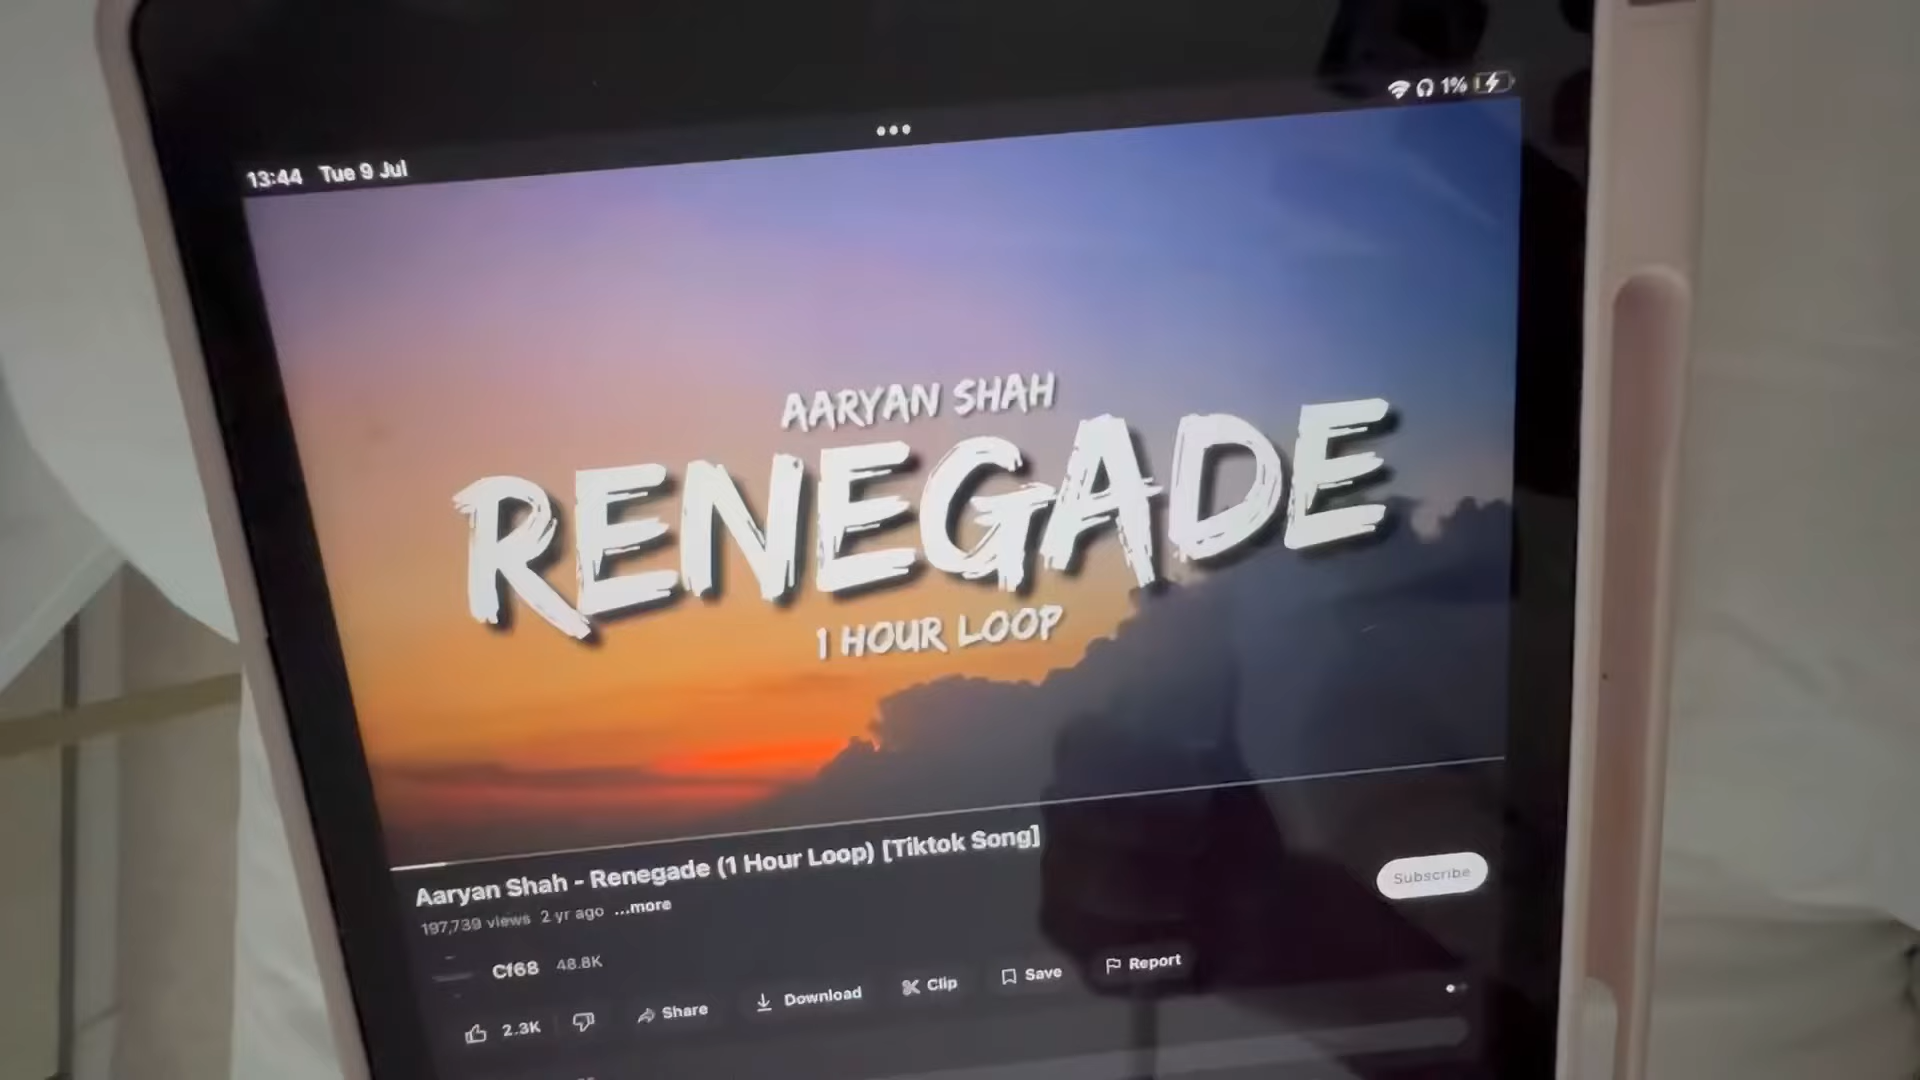 13:44 Tue 9 Jul
1%
AARYAN SHAH
RENEGADE
1 HOUR LOOP
Aaryan Shah - Renegade (1 Hour Loop) [Tiktok Song]
197,739 views 2 yr ago ...more
Cf68 48.8K
Subscribe
2.3K Share Download Clip Save Report